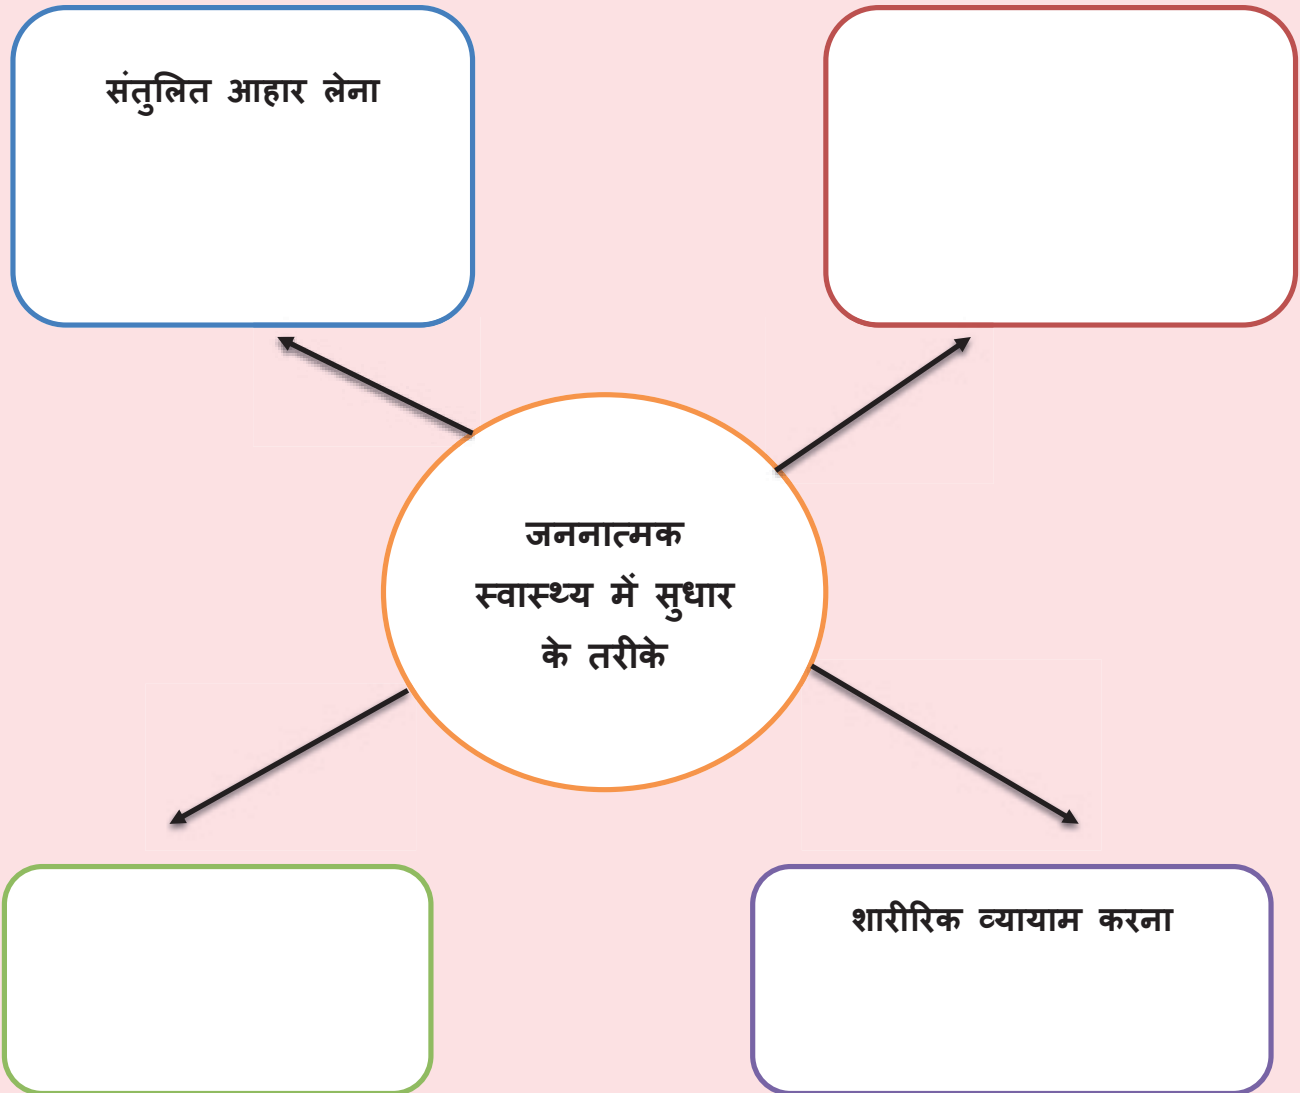 संतुलित आहार लेना
जननात्मक
स्वास्थ्य में सुधार
के तरीके
शारीरिक व्यायाम करना